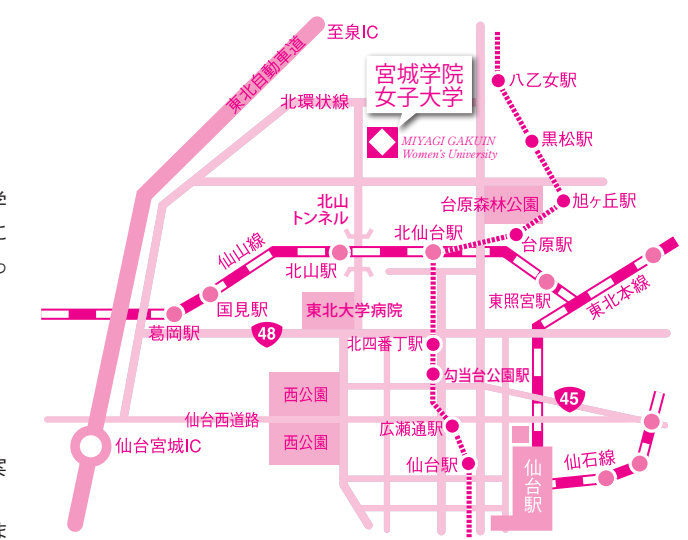 至泉IC
東北自動車道
宮城学院
女子大学
八乙女駅
北環状線
MIYAGI GAKUIN
Women's University
黒松駅
学
北山
トンネル
台原森林公園
旭ヶ丘駅
に
北仙台駅
台原駅
仙山線
っ
北山駅
東照宮駅
東北本線
国見駅
東北大学病院
葛岡駅
48
北四番丁駅
勾当台公園駅
西公園
45
仙台西道路
広瀬通駅
西公園
仙台宮城IC
仙台駅
仙石線
仙台駅
ま